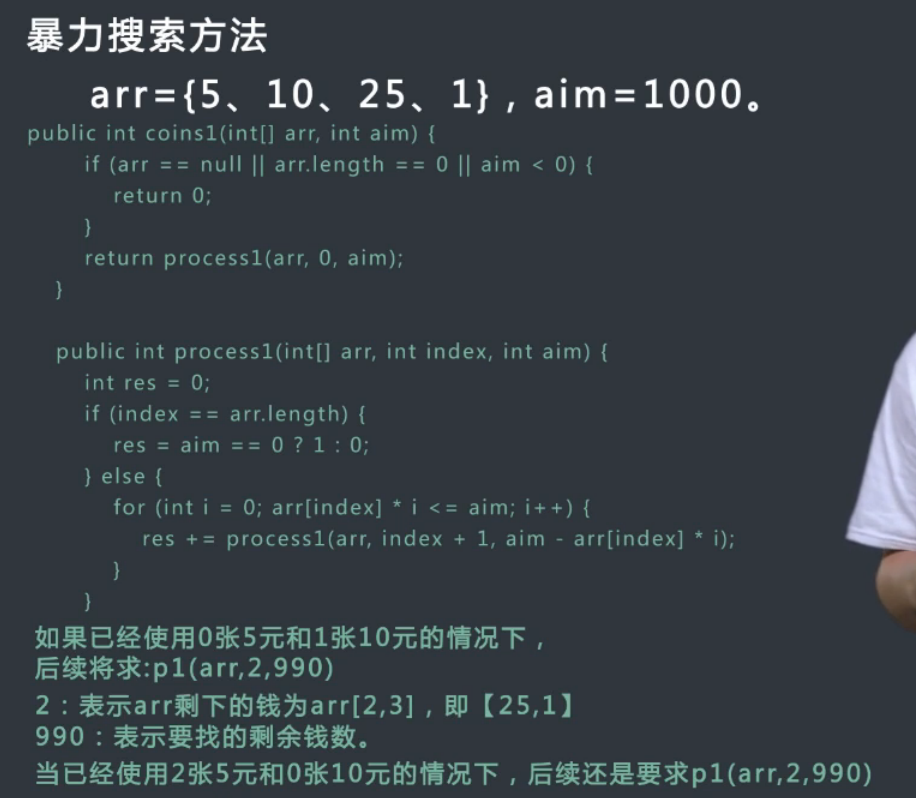 暴力搜索方法
arr={5、10、25、1}，aim=1000。
public int coins1(int[] arr, int aim) {
if (arr == null || arr.length == 0 || aim < 0) {
return 0;
}
return process1(arr, 0, aim);
}
public int process1(int[] arr, int index, int aim) {
int res = 0;
if (index == arr.length) {
res = aim == 0 ? 1 : 0;
} else {
for (int i = 0; arr[index] * i <= aim; i++) {
res += process1(arr, index + 1, aim - arr[index] * i);
}
}
如果已经使用0张5元和1张10元的情况下，
后续将求:p1(arr,2,990)
2：表示arr剩下的钱为arr[2,3]，即【25,1】
990：表示要找的剩余钱数。
当已经使用2张5元和0张10元的情况下，后续还是要求p1(arr,2,990)